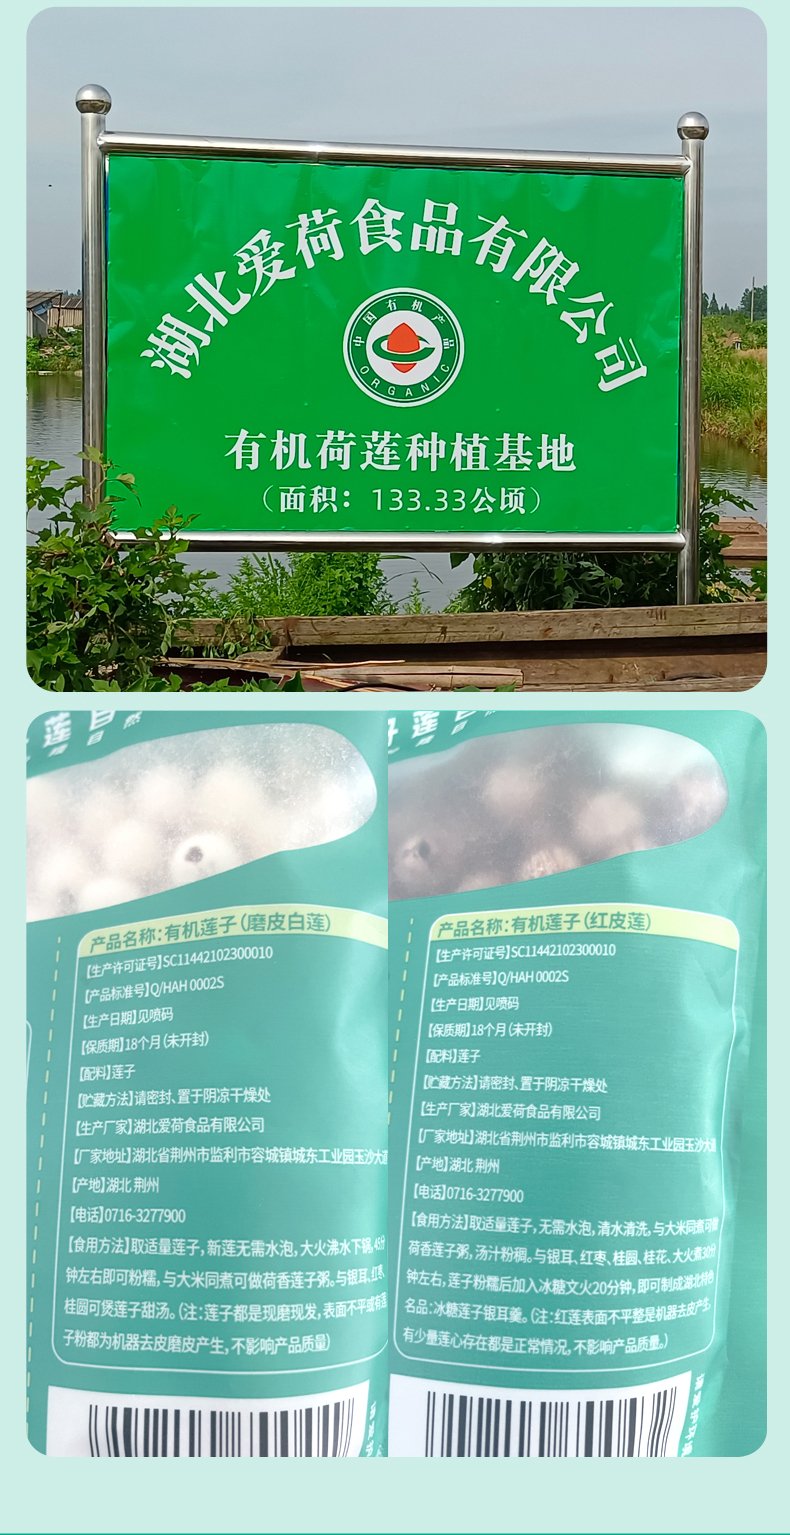 湖北爱荷食品有限公司
中国有机产品
ORGANIC
有机荷莲种植基地
（面积：133.33公顷）
莲自
荷自然
产品名称:有机莲子(磨皮白莲)
【生产许可证号】SC11442102300010
【产品标准号】Q/HAH 0002S
【生产日期】见喷码
【保质期】18个月(未开封)
【配料】莲子
【贮藏方法】请密封、置于阴凉干燥处
【生产厂家】湖北爱荷食品有限公司
【厂家地址】湖北省荆州市监利市容城镇城东工业园玉沙大道
【产地】湖北 荆州
【电话】0716-3277900
【食用方法】取适量莲子,新莲无需水泡,大火沸水下锅,45分
钟左右即可粉糯,与大米同煮可做荷香莲子粥。与银耳、红枣、
桂圆可煲莲子甜汤。(注:莲子都是现磨现发,表面不平或有莲
子粉都为机器去皮磨皮产生,不影响产品质量)
莲自
产品名称:有机莲子(红皮莲)
【生产许可证号】SC11442102300010
【产品标准号】Q/HAH 0002S
【生产日期】见喷码
【保质期】18个月(未开封)
【配料】莲子
【贮藏方法】请密封、置于阴凉干燥处
【生产厂家】湖北爱荷食品有限公司
【厂家地址】湖北省荆州市监利市容城镇城东工业园玉沙大道
【产地】湖北 荆州
【电话】0716-3277900
【食用方法】取适量莲子,无需水泡,清水清洗,与大米同煮可做
荷香莲子粥,汤汁粉稠。与银耳、红枣、桂圆、桂花、大火煮30分
钟左右,莲子粉糯后加入冰糖文火20分钟,即可制成湖北特色
名品:冰糖莲子银耳羹。(注:红莲表面不平整是机器去皮产生,
有少量莲心存在都是正常情况,不影响产品质量。)